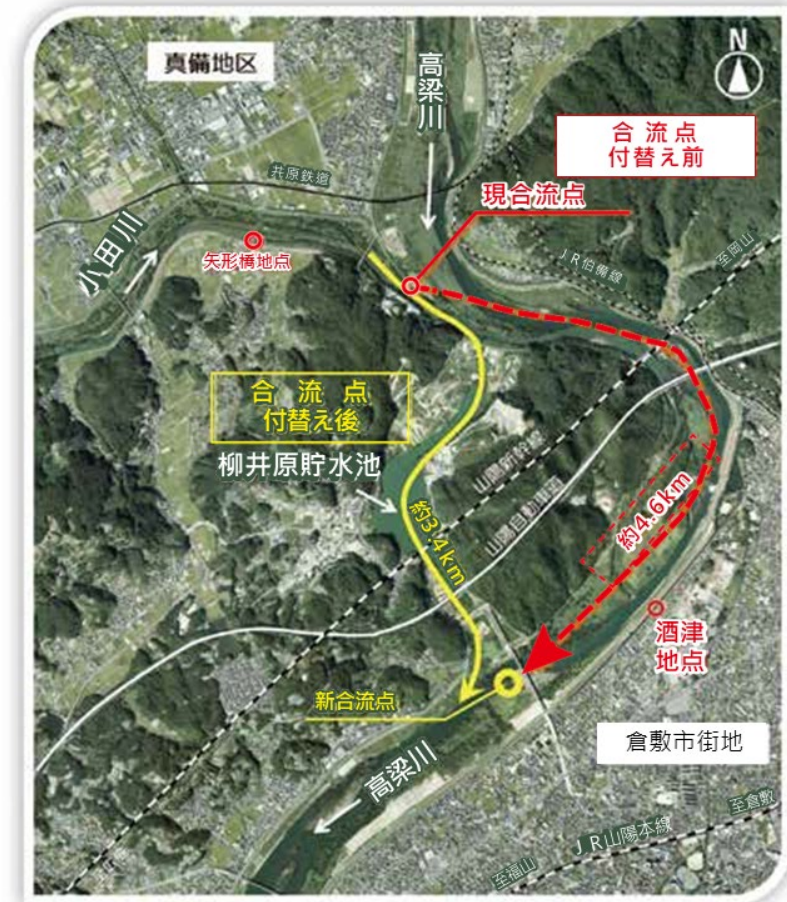 真備地区
高梁川
N
合流点
付替え前
井原鉄道
現合流点
小田川
矢形橋地点
JR伯備線
至岡山
合流点
付替え後
柳井原貯水池
山陽新幹線
山陽自動車道
約3.4km
約4.6km
酒津
地点
新合流点
倉敷市街地
高梁川
至倉敷
JR山陽本線
至福山